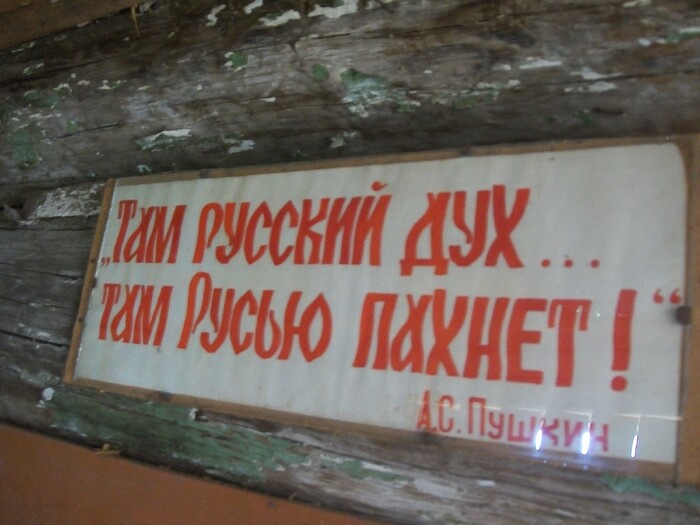 „Там русский дух...
там Русью пахнет!“
А.С. Пушкин